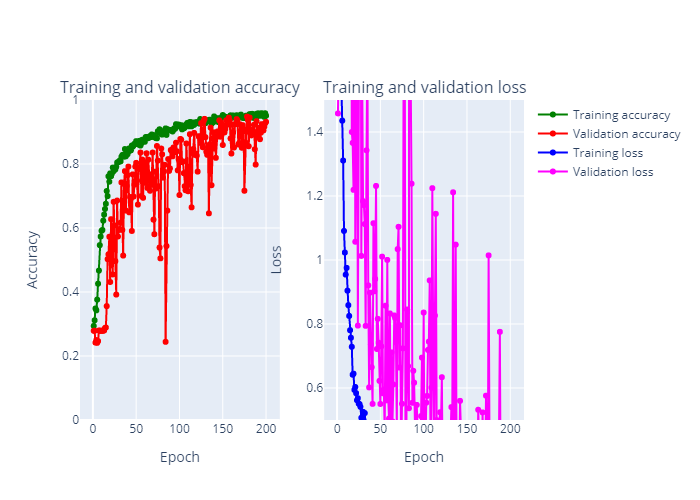 Training and validation accuracy
Training and validation loss
1
0.8
0.6
0.4
0.2
0
0
50
100
150
200
Epoch
Accuracy
1.4
1.2
1
0.8
0.6
0
50
100
150
200
Epoch
Loss
Training accuracy
Validation accuracy
Training loss
Validation loss